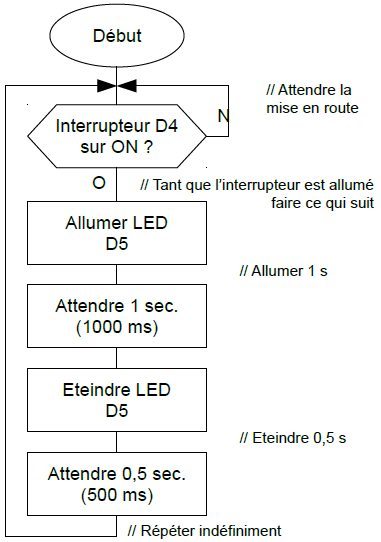 Début
// Attendre la
mise en route
N
Interrupteur D4
sur ON ?
O
// Tant que l'interrupteur est allumé
faire ce qui suit
Allumer LED
D5
// Allumer 1 s
Attendre 1 sec.
(1000 ms)
Eteindre LED
D5
// Eteindre 0,5 s
Attendre 0,5 sec.
(500 ms)
// Répéter indéfiniment